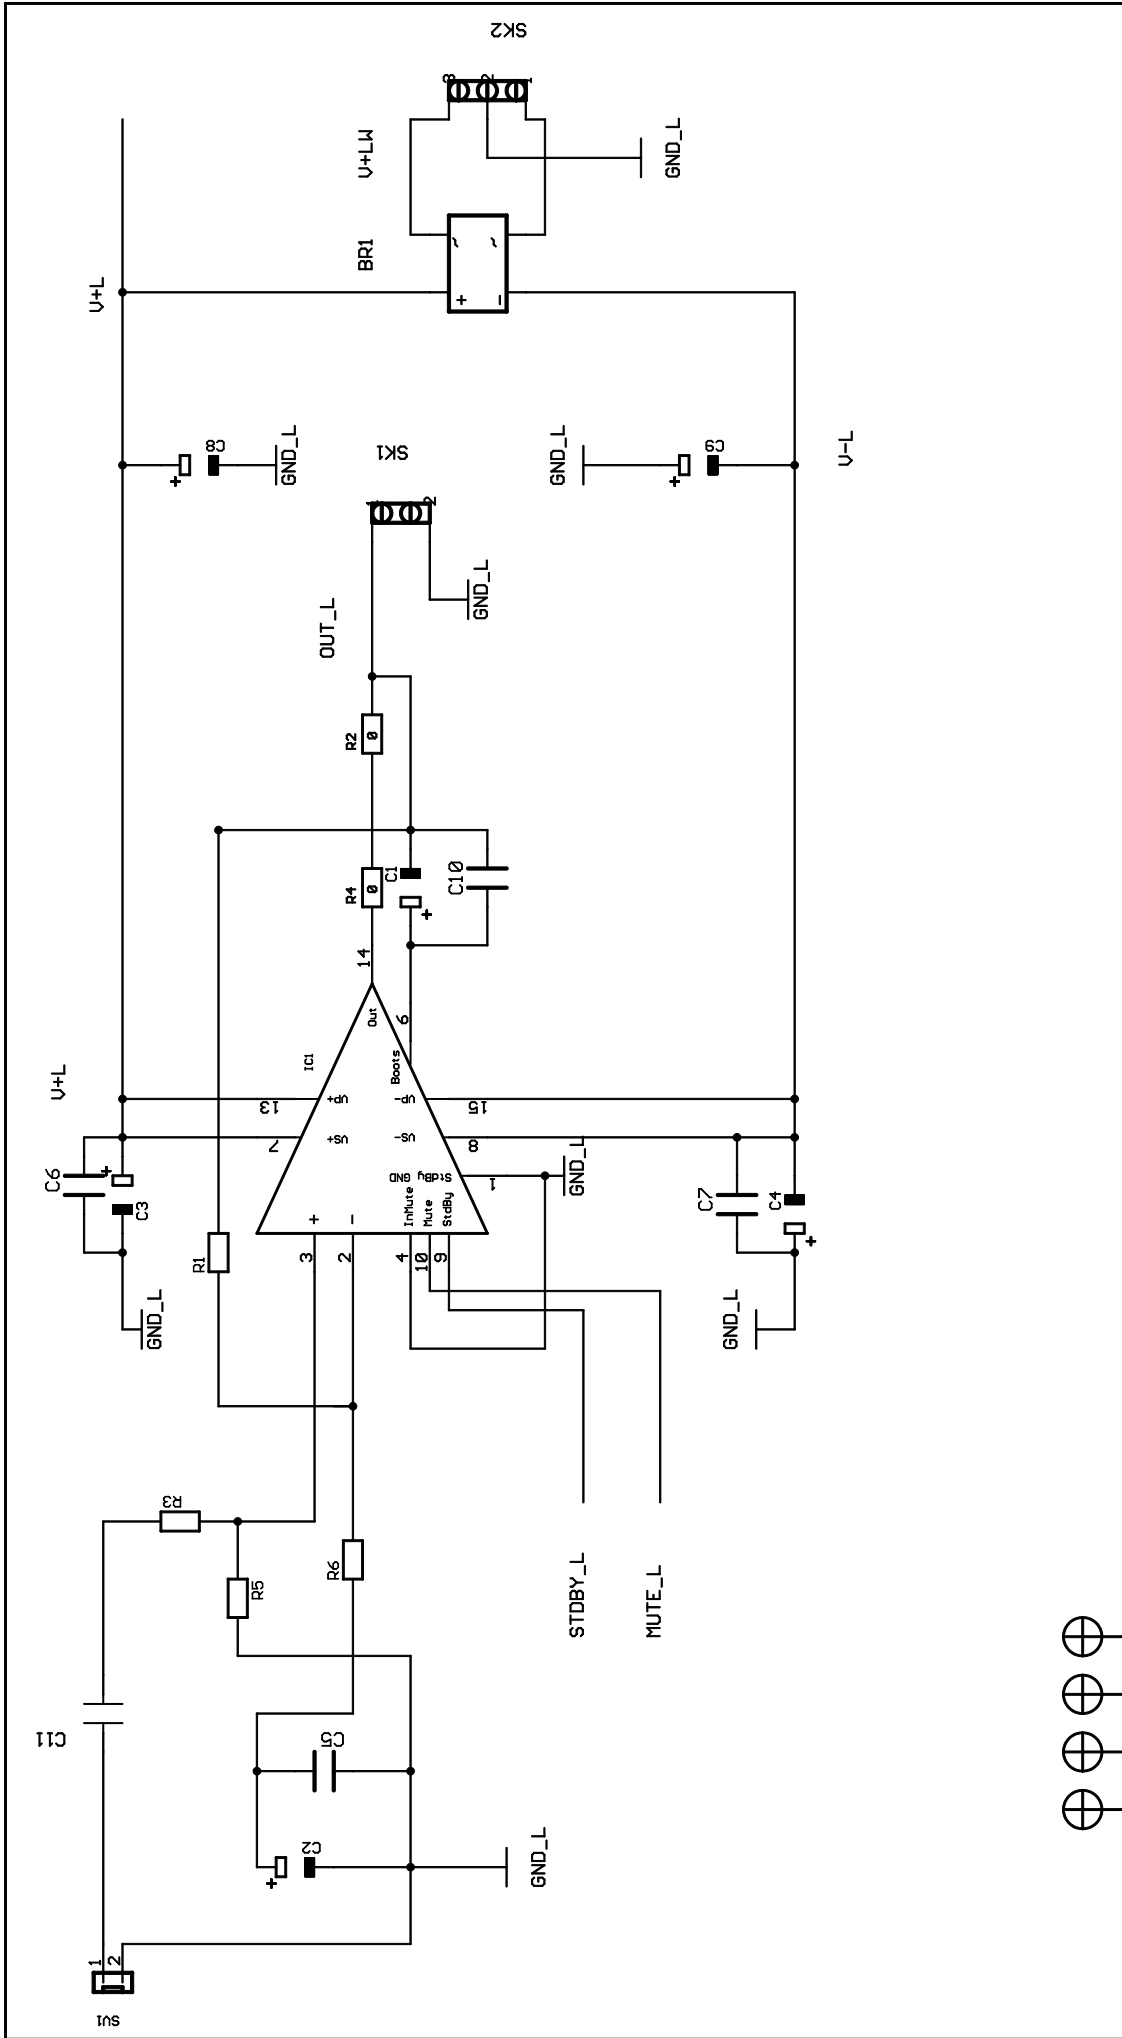 SK2
3
2
1
V+LW
GND_L
BR1
~
~
+
-
V+L
C8
+
GND_L
SK1
1
2
GND_L
C9
+
V-L
GND_L
OUT_L
R2
0
R4
0
C1
+
C10
14
Out
6
Boots
IC1
V+L
13
VP+
VP-
15
7
VS+
VS-
8
C6
+
C3
StdBy GND
1
GND_L
InMute
Mute
StdBy
+
-
3
2
4
10
9
R1
GND_L
C7
C4
+
GND_L
R3
R5
R6
STDBY_L
MUTE_L
C11
C5
C2
+
GND_L
1
2
SV1